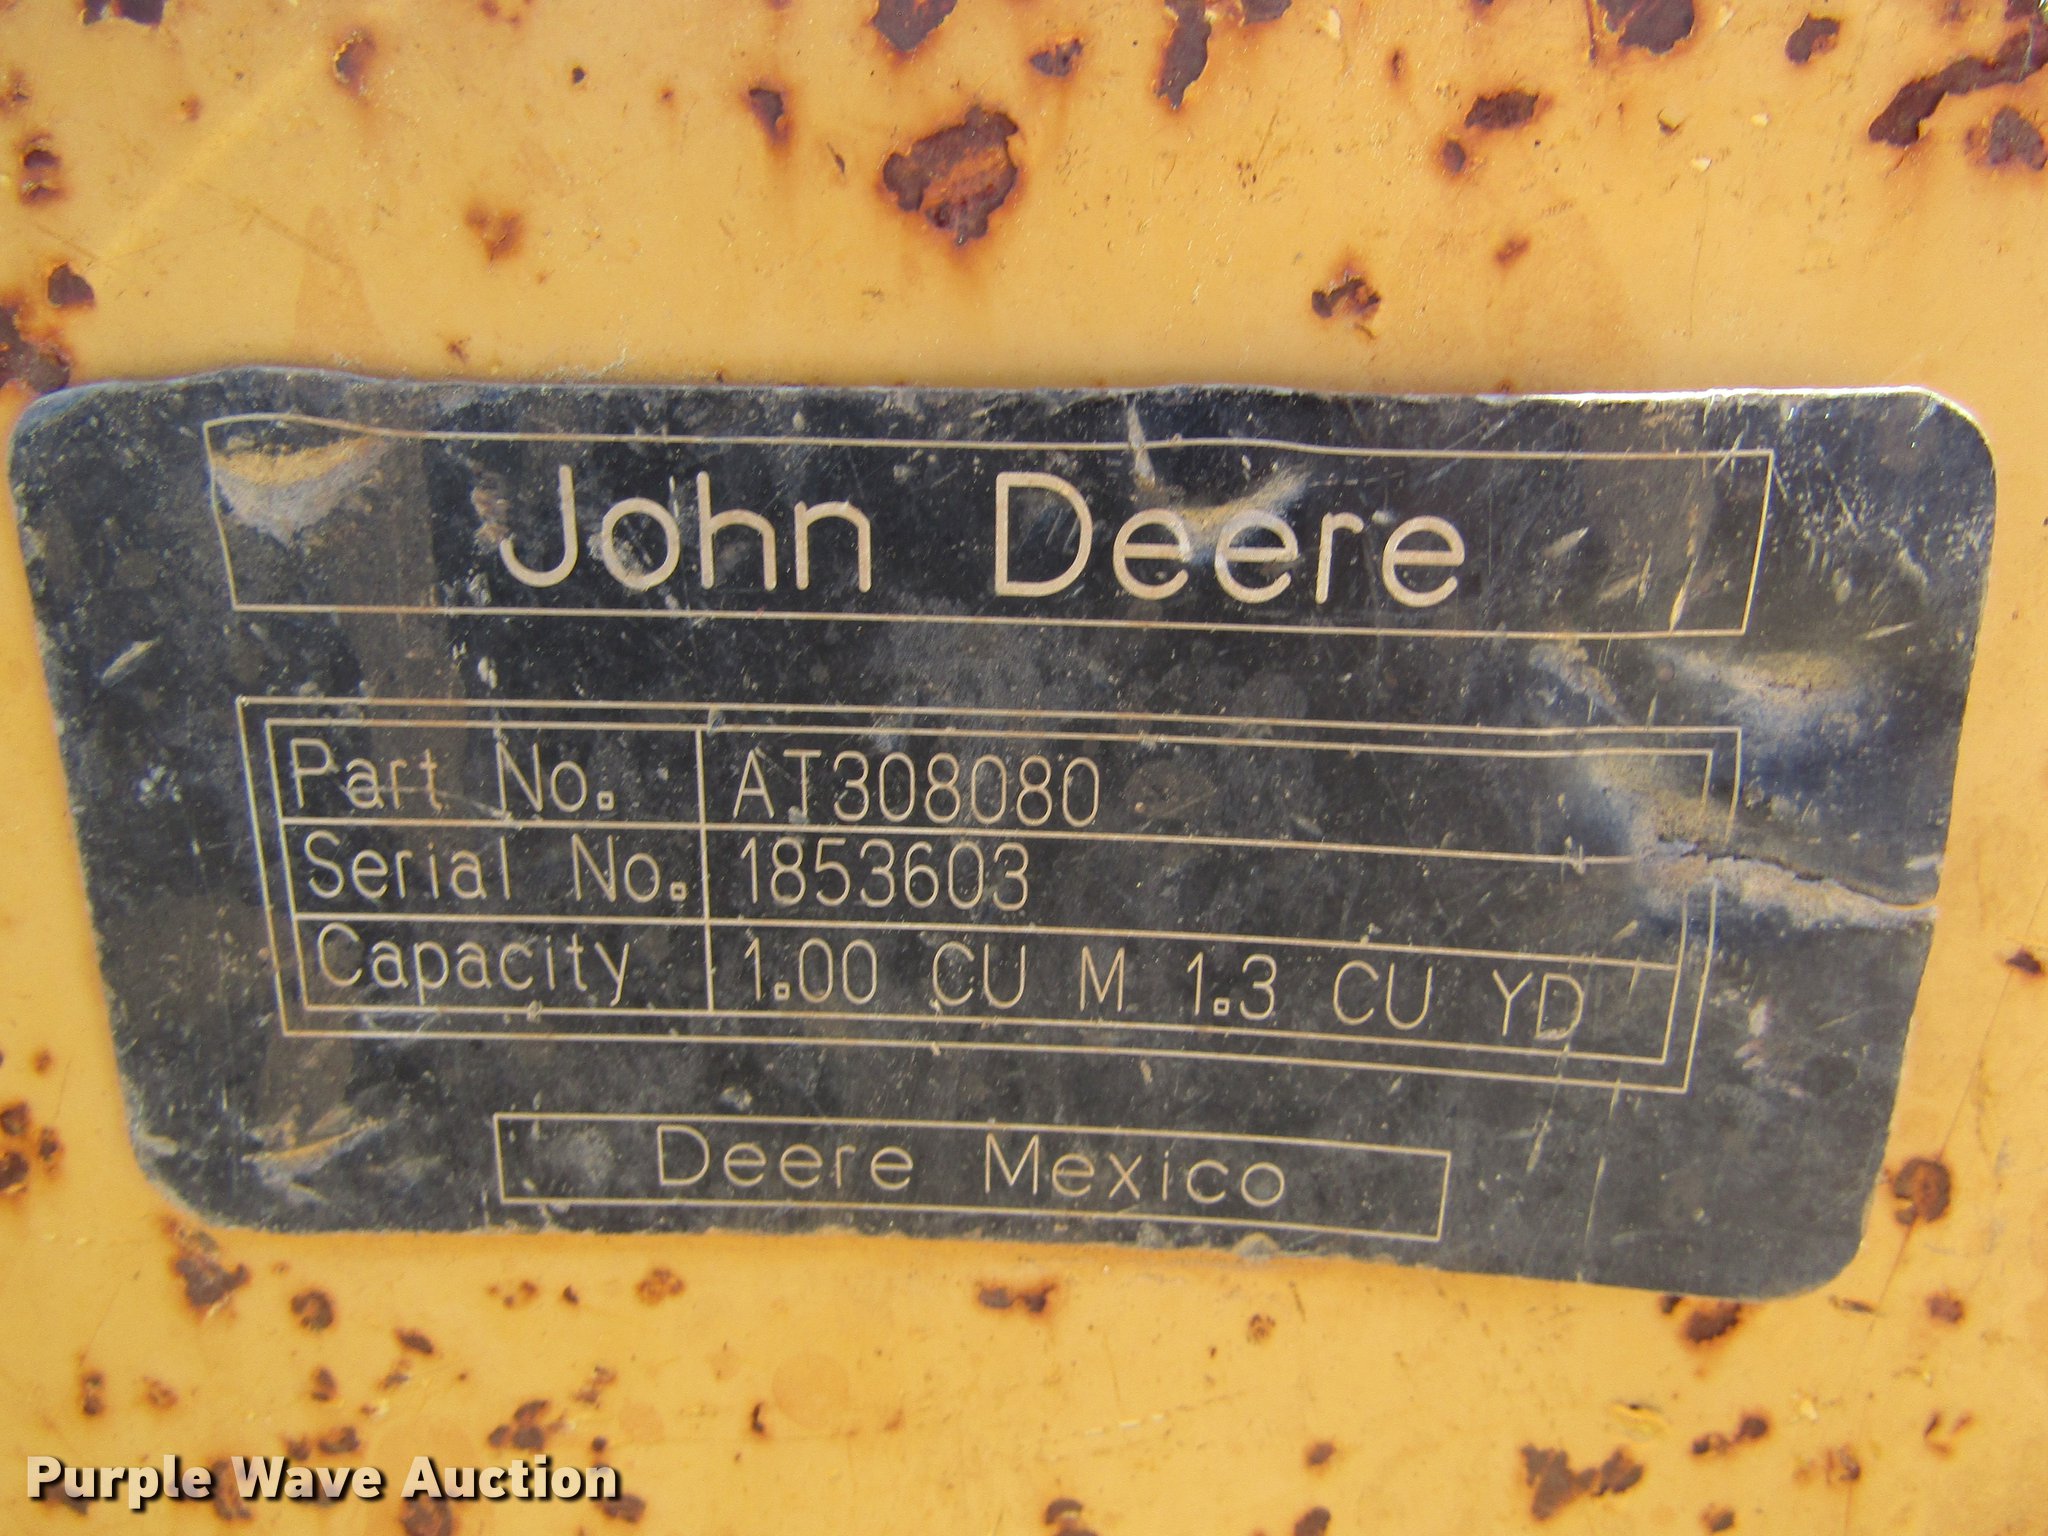 John Deere
Part No. AT308080
Serial No. 1853603
Capacity 1.00 CU M 1.3 CU YD
Deere Mexico
Purple Wave Auction